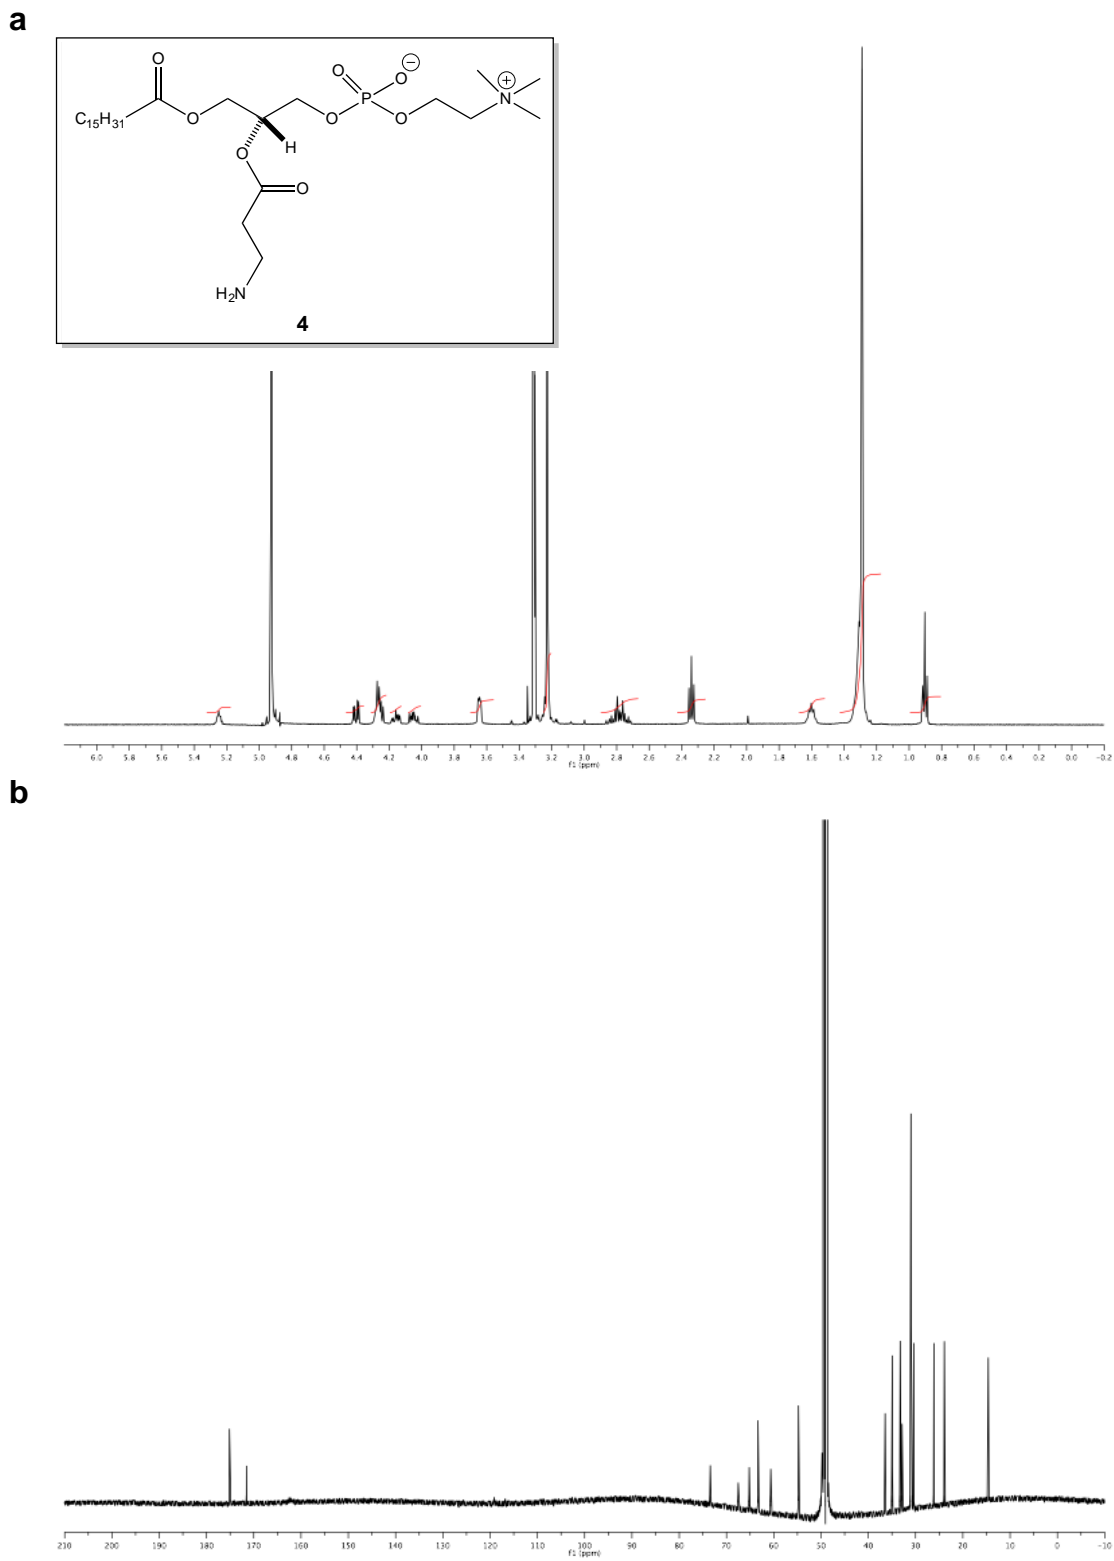 a
O
O
⊖
O
⊕
C15H31
O
O
P
O
N
O
H
O
H2N
4
6.0 5.8 5.6 5.4 5.2 5.0 4.8 4.6 4.4 4.2 4.0 3.8 3.6 3.4 3.2 3.0 2.8 2.6 2.4 2.2 2.0 1.8 1.6 1.4 1.2 1.0 0.8 0.6 0.4 0.2 0.0 -0.2
f1 (ppm)
b
210 200 190 180 170 160 150 140 130 120 110 100 90 80 70 60 50 40 30 20 10 0 -10
f1 (ppm)